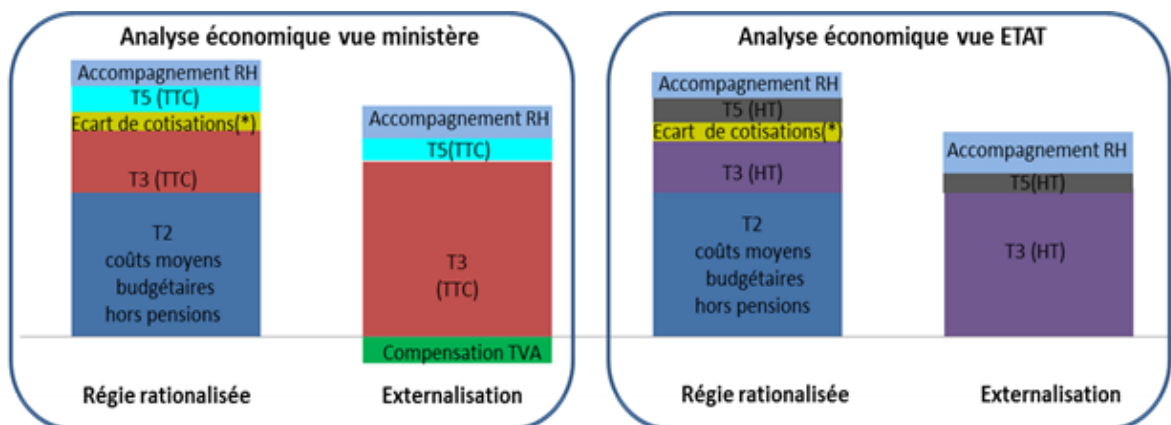 Analyse économique vue ministère
Accompagnement RH
T5 (TTC)
Ecart de cotisations(*)
T3 (TTC)
T2
coûts moyens
budgétaires
hors pensions
Régie rationalisée
Accompagnement RH
T5(TTC)
T3
(TTC)
Compensation TVA
Externalisation
Analyse économique vue ETAT
Accompagnement RH
T5 (HT)
Ecart de cotisations(*)
T3 (HT)
T2
coûts moyens
budgétaires
hors pensions
Régie rationalisée
Accompagnement RH
T5(HT)
T3 (HT)
Externalisation